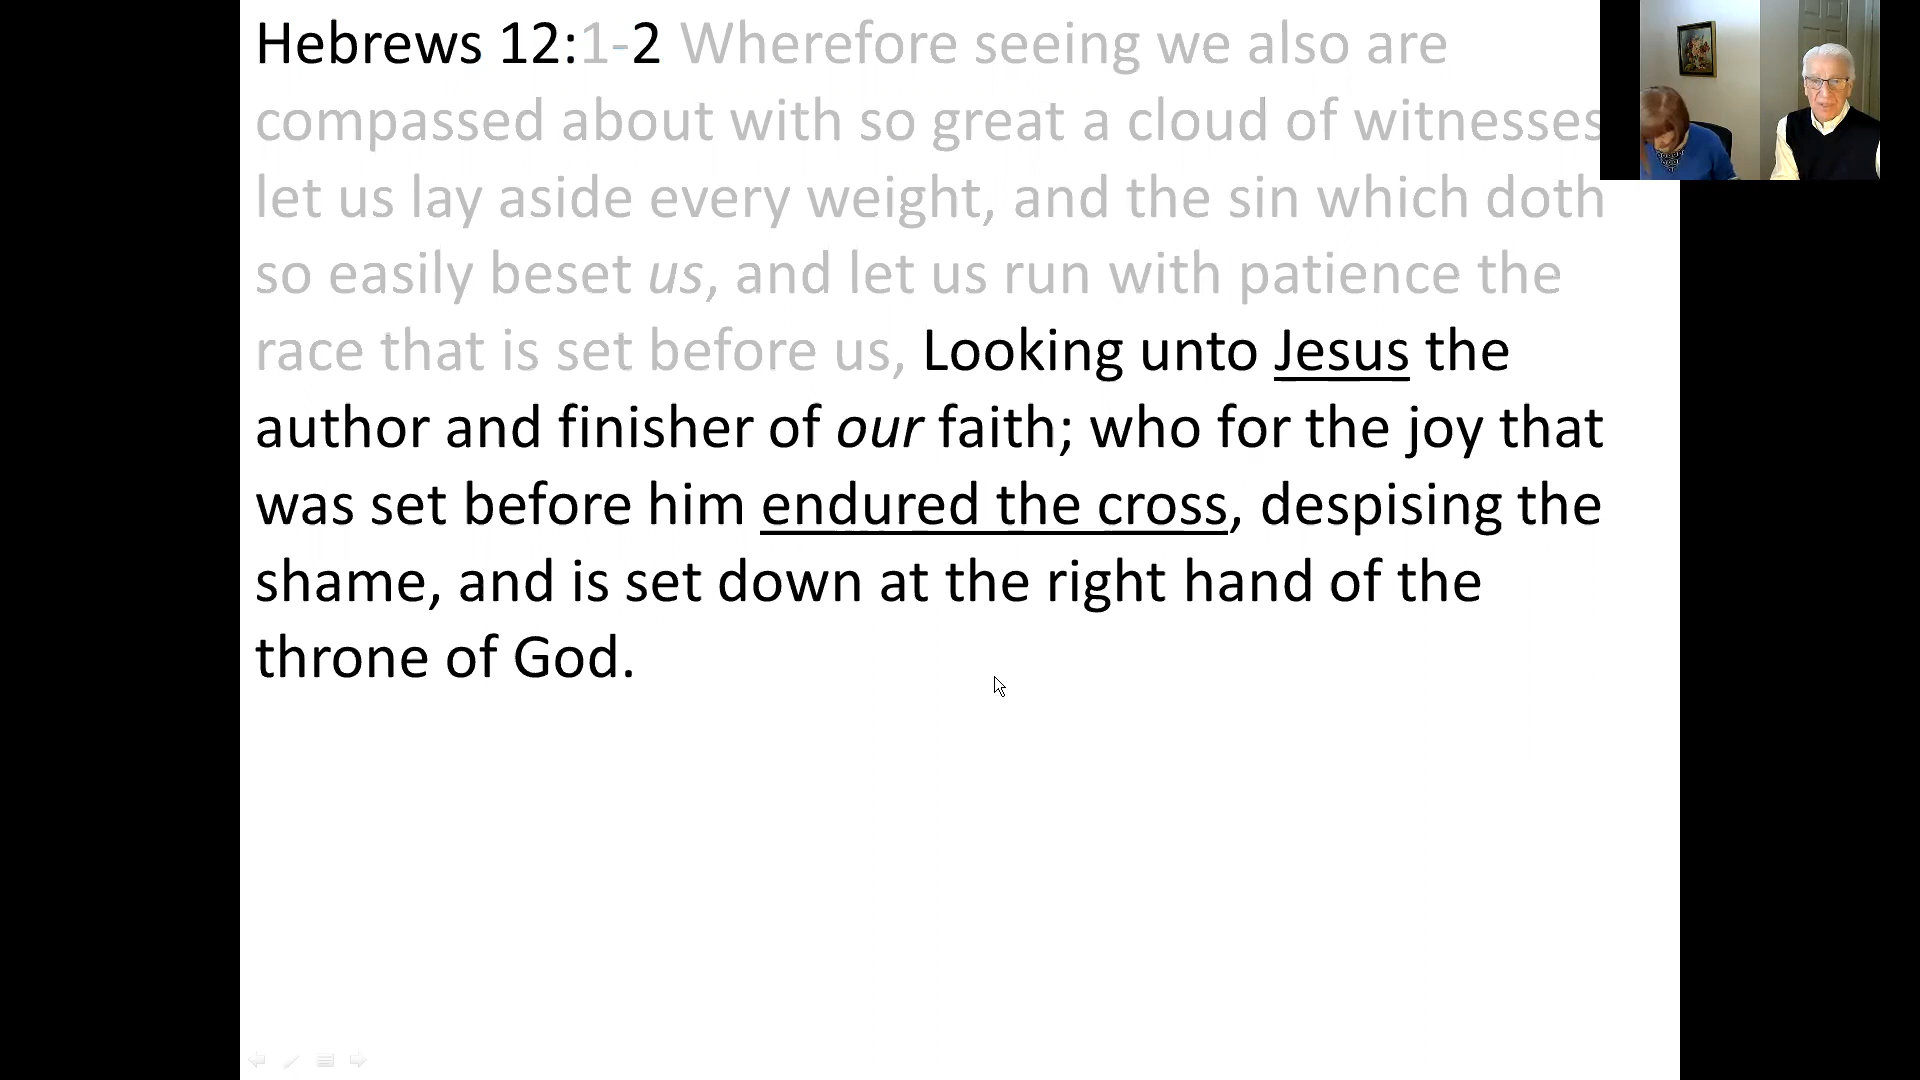 Hebrews 12:1-2 Wherefore seeing we also are
compassed about with so great a cloud of witnesses
let us lay aside every weight, and the sin which doth
so easily beset us, and let us run with patience the
race that is set before us, Looking unto Jesus the
author and finisher of our faith; who for the joy that
was set before him endured the cross, despising the
shame, and is set down at the right hand of the
throne of God.